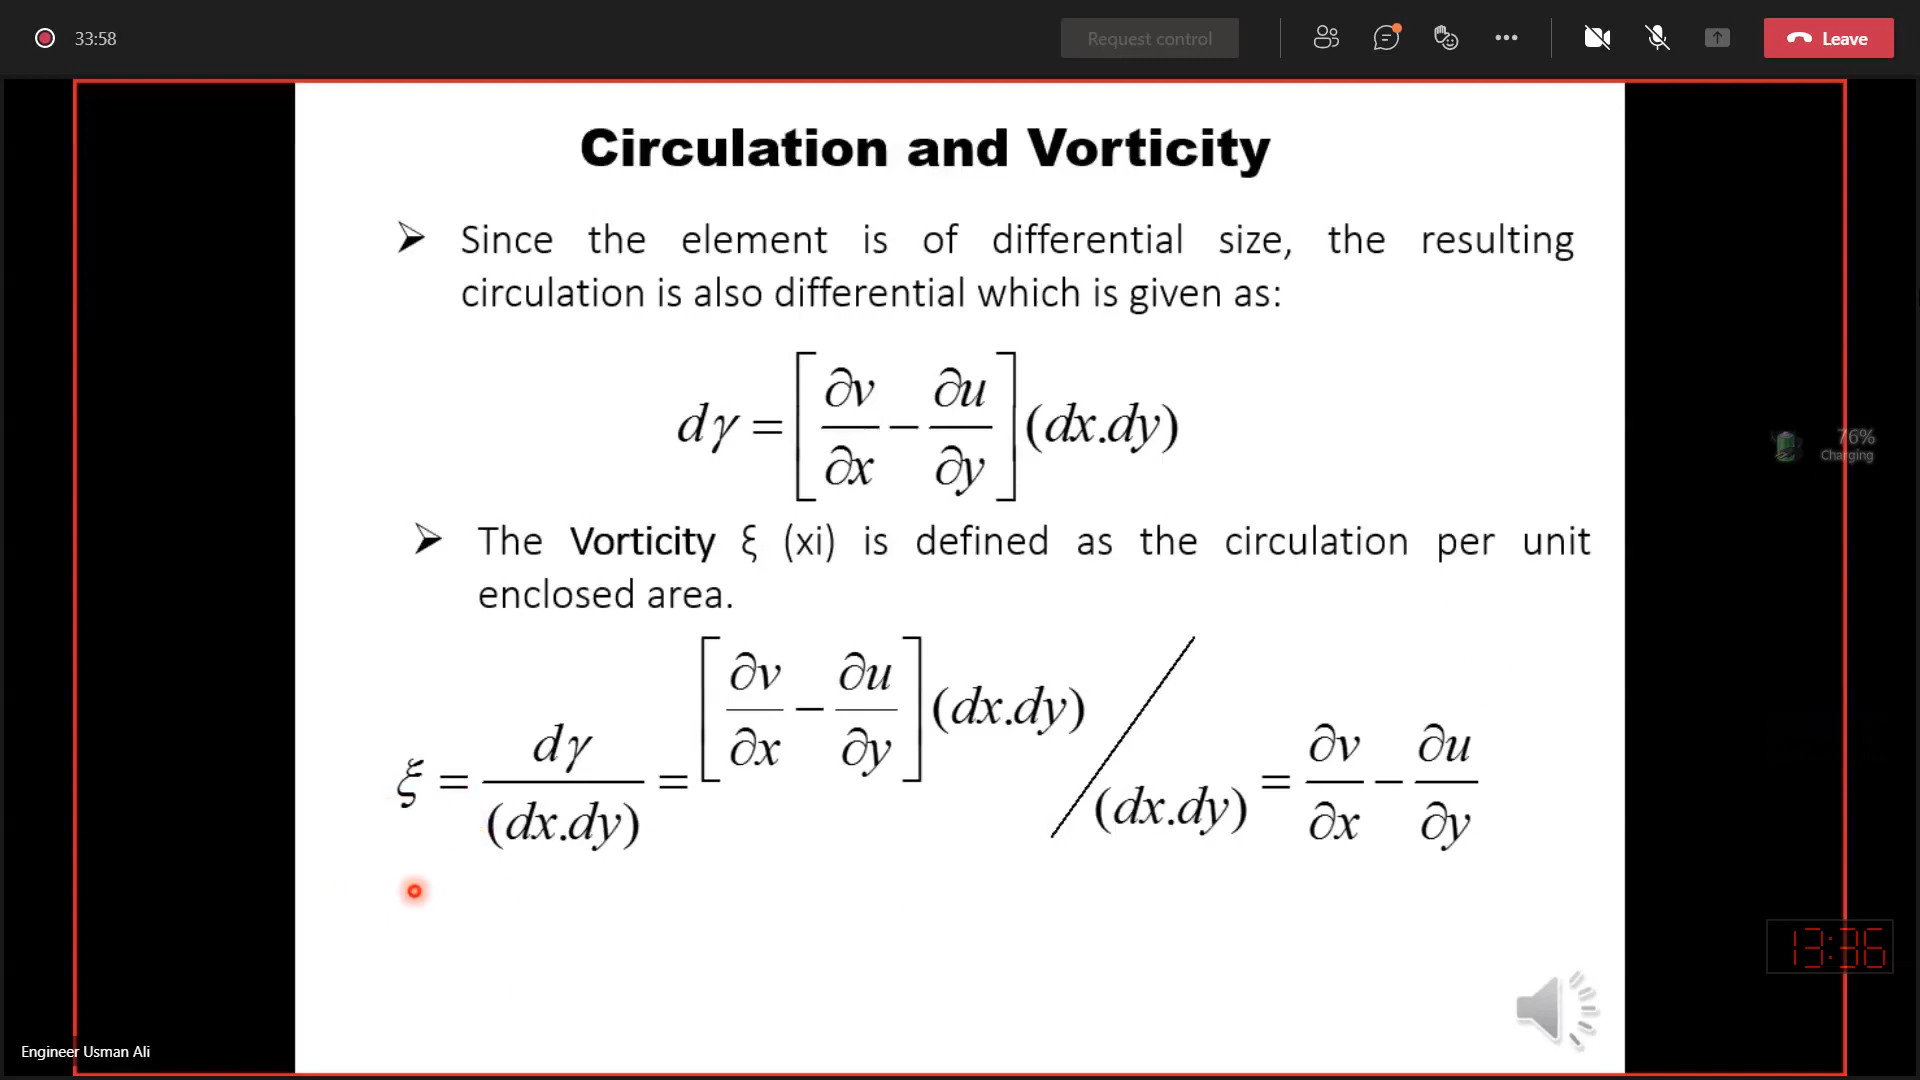 33:58
Request control
Leave
Circulation and Vorticity
➤ Since the element is of differential size, the resulting
circulation is also differential which is given as:
dγ = [∂v/∂x − ∂u/∂y](dx.dy)
76%
Charging
➤ The Vorticity ξ (xi) is defined as the circulation per unit
enclosed area.
ξ = dγ/(dx.dy) = [∂v/∂x − ∂u/∂y](dx.dy)/(dx.dy) = ∂v/∂x − ∂u/∂y
13:36
Engineer Usman Ali